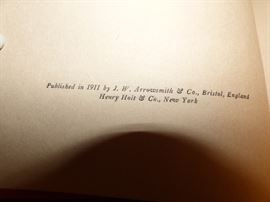 Published in 1911 by J. W. Arrowsmith & Co., Bristol, England
Henry Holt & Co., New York